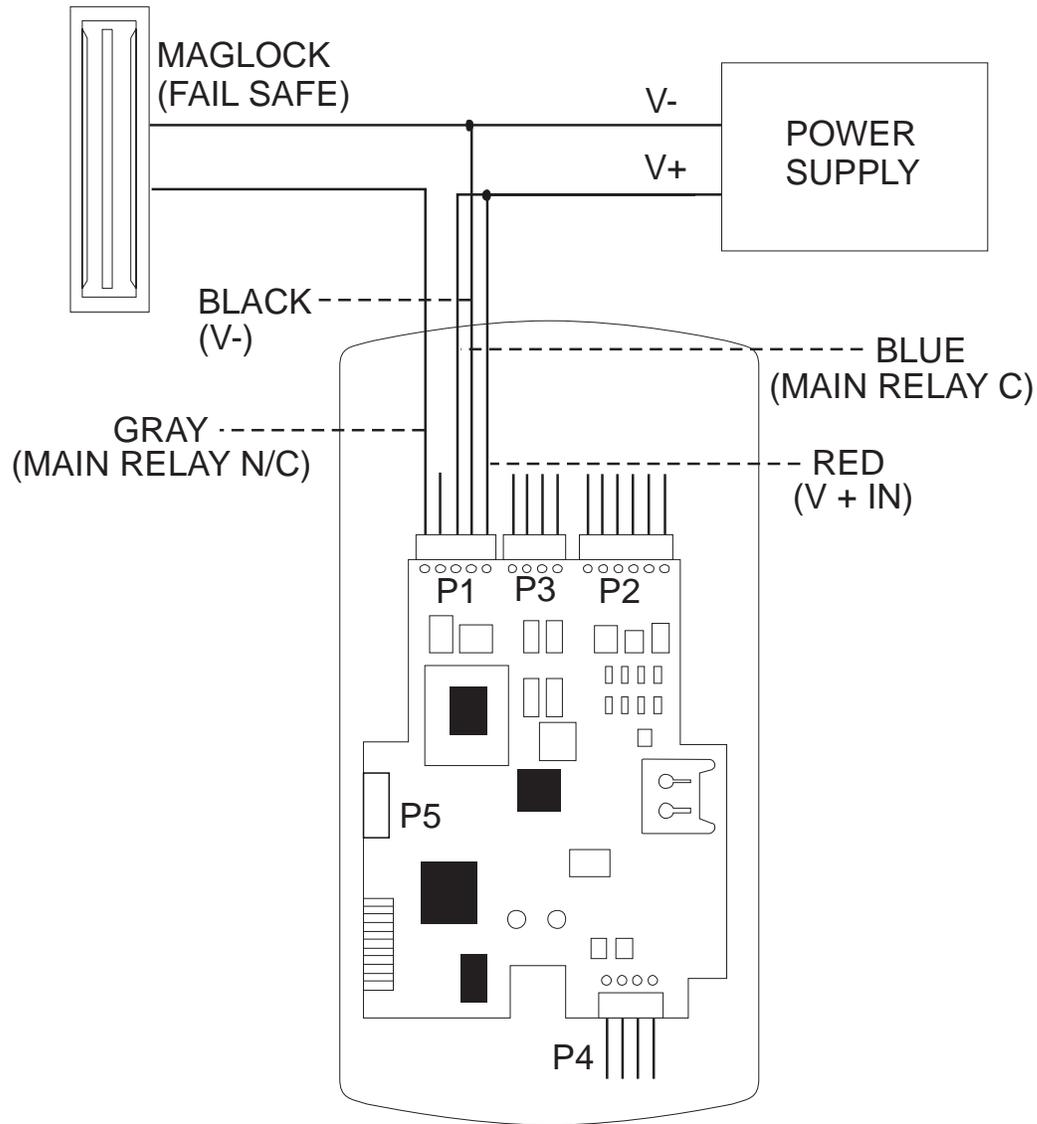 MAGLOCK
(FAIL SAFE)
V-
V+
POWER
SUPPLY
BLACK
(V-)
BLUE
(MAIN RELAY C)
GRAY
(MAIN RELAY N/C)
RED
(V + IN)
P1
P3
P2
P5
P4